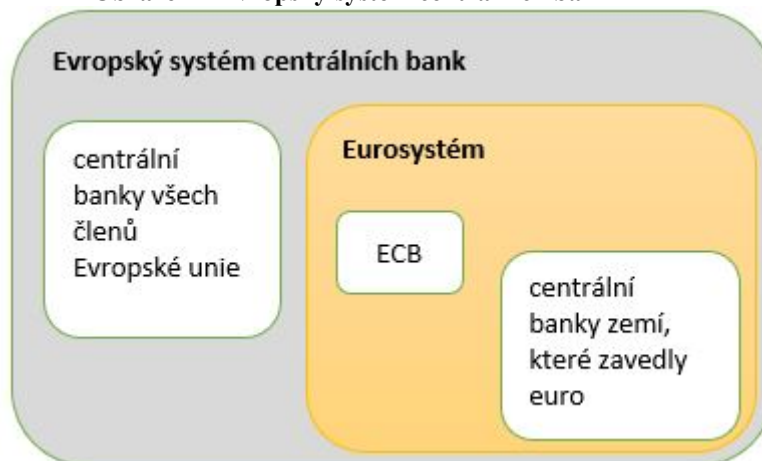 Evropský systém centrálních bank
centrální
banky všech
členů
Evropské unie
Eurosystém
ECB
centrální
banky zemí,
které zavedly
euro